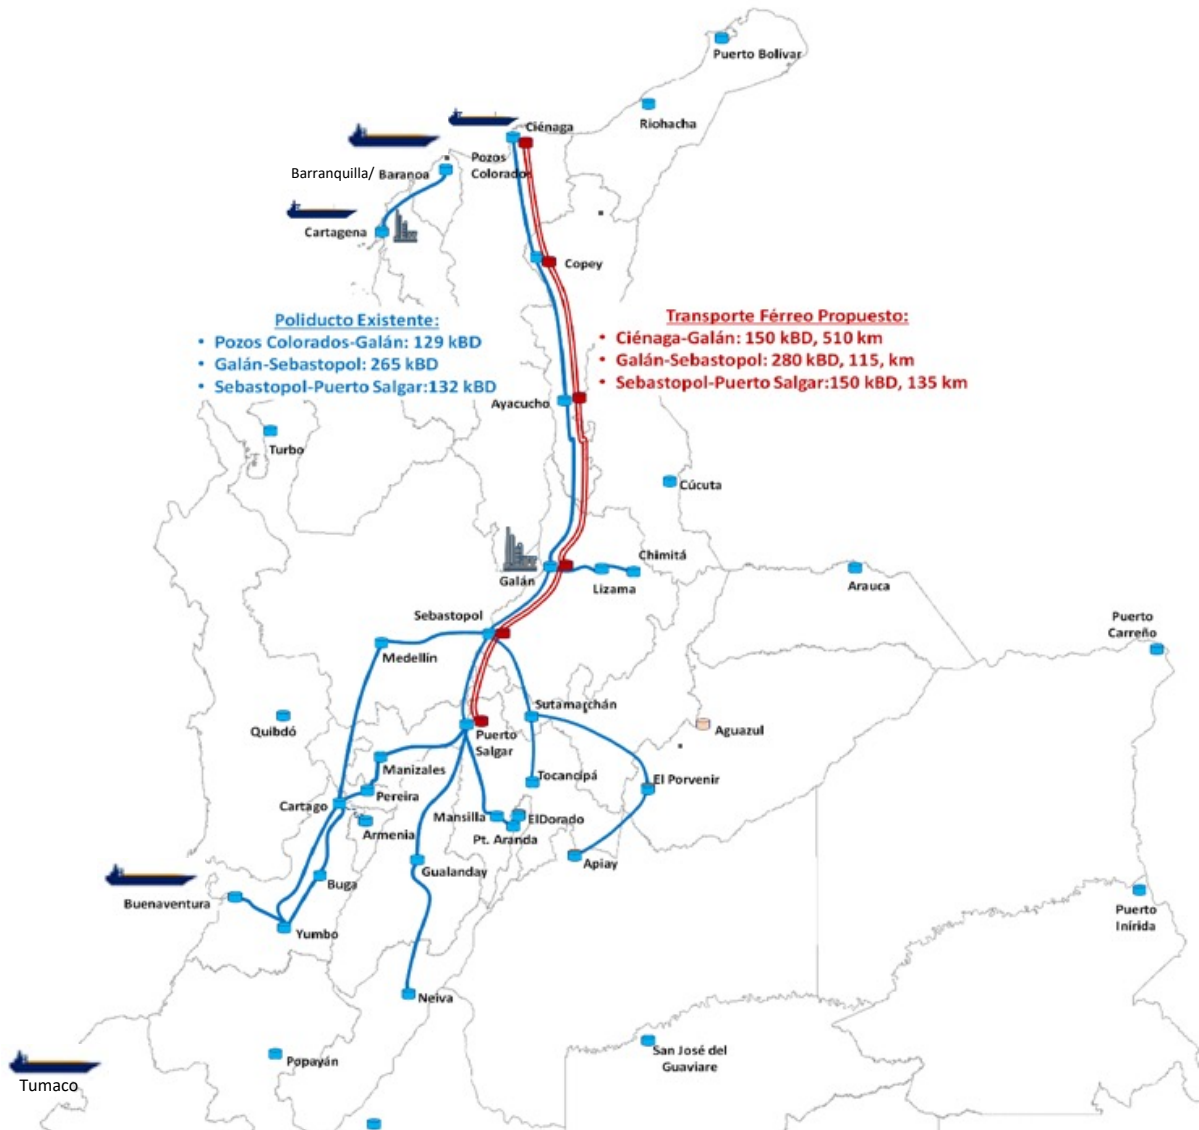 Puerto Bolívar
Riohacha
Ciénaga
Pozos
Colorados
Barranquilla/ Baranoa
Cartagena
Copey
Poliducto Existente:
• Pozos Colorados-Galán: 129 kBD
• Galán-Sebastopol: 265 kBD
• Sebastopol-Puerto Salgar:132 kBD
Transporte Férreo Propuesto:
• Ciénaga-Galán: 150 kBD, 510 km
• Galán-Sebastopol: 280 kBD, 115, km
• Sebastopol-Puerto Salgar:150 kBD, 135 km
Ayacucho
Turbo
Cúcuta
Chimitá
Galán
Lizama
Arauca
Sebastopol
Puerto
Carreño
Medellín
Sutamarchán
Quibdó
Puerto
Salgar
Aguazul
Manizales
Tocancipá
El Porvenir
Pereira
Cartago
Mansilla
ElDorado
Armenia
Pt. Aranda
Apiay
Gualanday
Buga
Buenaventura
Puerto
Inírida
Yumbo
Neiva
Popayán
San José del
Guaviare
Tumaco